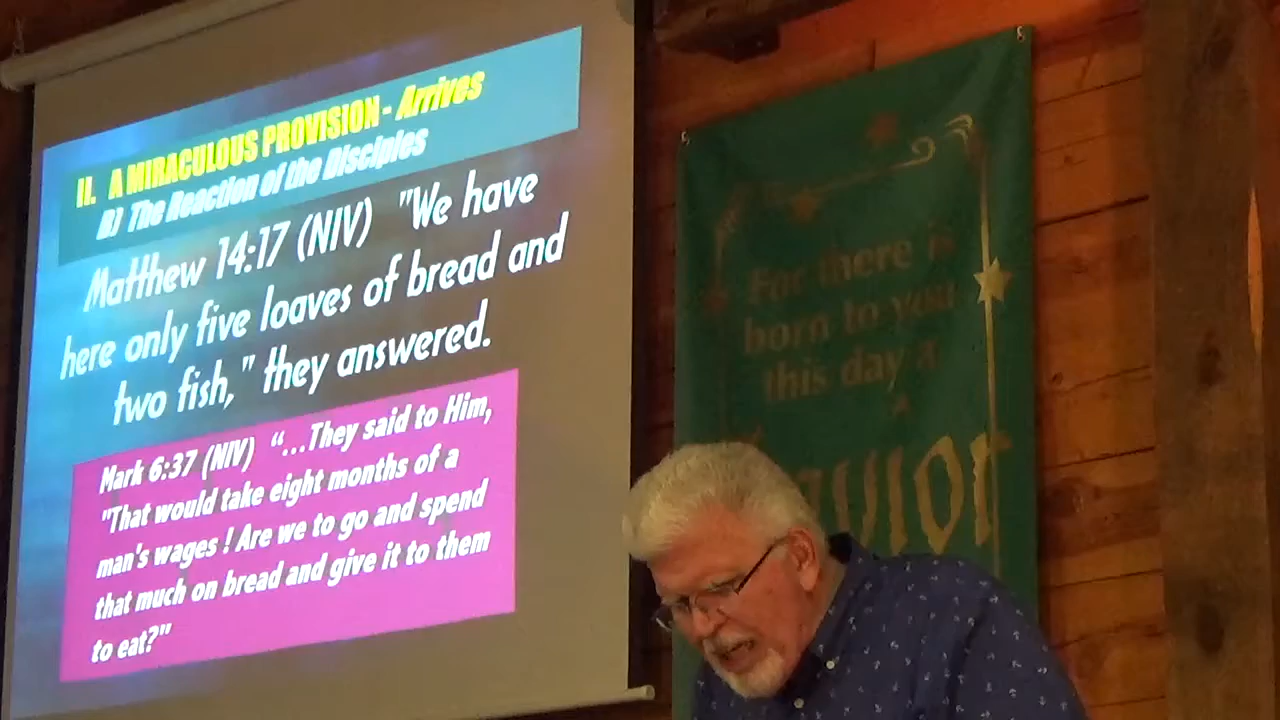 II. A MIRACULOUS PROVISION - Arrives
B) The Reaction of the Disciples
Matthew 14:17 (NIV) "We have
here only five loaves of bread and
two fish," they answered.
Mark 6:37 (NIV) “...They said to Him,
"That would take eight months of a
man's wages ! Are we to go and spend
that much on bread and give it to them
to eat?"
For there is
born to you
this day a